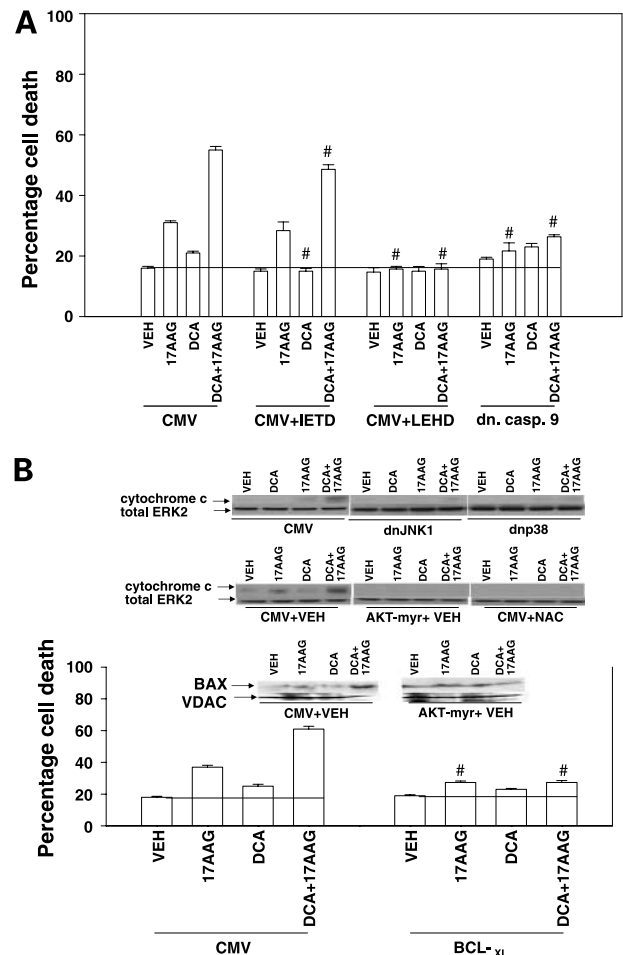 A
Percentage cell death
100
80
60
40
20
0
# # # # # #
VEH 17AAG DCA DCA+17AAG VEH 17AAG DCA DCA+17AAG VEH 17AAG DCA DCA+17AAG VEH 17AAG DCA DCA+17AAG
CMV CMV+IETD CMV+LEHD dn. casp. 9
B
VEH DCA 17AAG DCA+ 17AAG VEH DCA 17AAG DCA+ 17AAG VEH DCA 17AAG DCA+ 17AAG
cytochrome c
total ERK2
CMV dnJNK1 dnp38
VEH 17AAG DCA DCA+ 17AAG VEH 17AAG DCA DCA+ 17AAG VEH 17AAG DCA DCA+ 17AAG
cytochrome c
total ERK2
CMV+VEH AKT-myr+ VEH CMV+NAC
VEH 17AAG DCA DCA+ 17AAG VEH 17AAG DCA DCA+ 17AAG
BAX
VDAC
CMV+VEH AKT-myr+ VEH
Percentage cell death
100
80
60
40
20
0
# #
VEH 17AAG DCA DCA+17AAG VEH 17AAG DCA DCA+17AAG
CMV BCL-XL